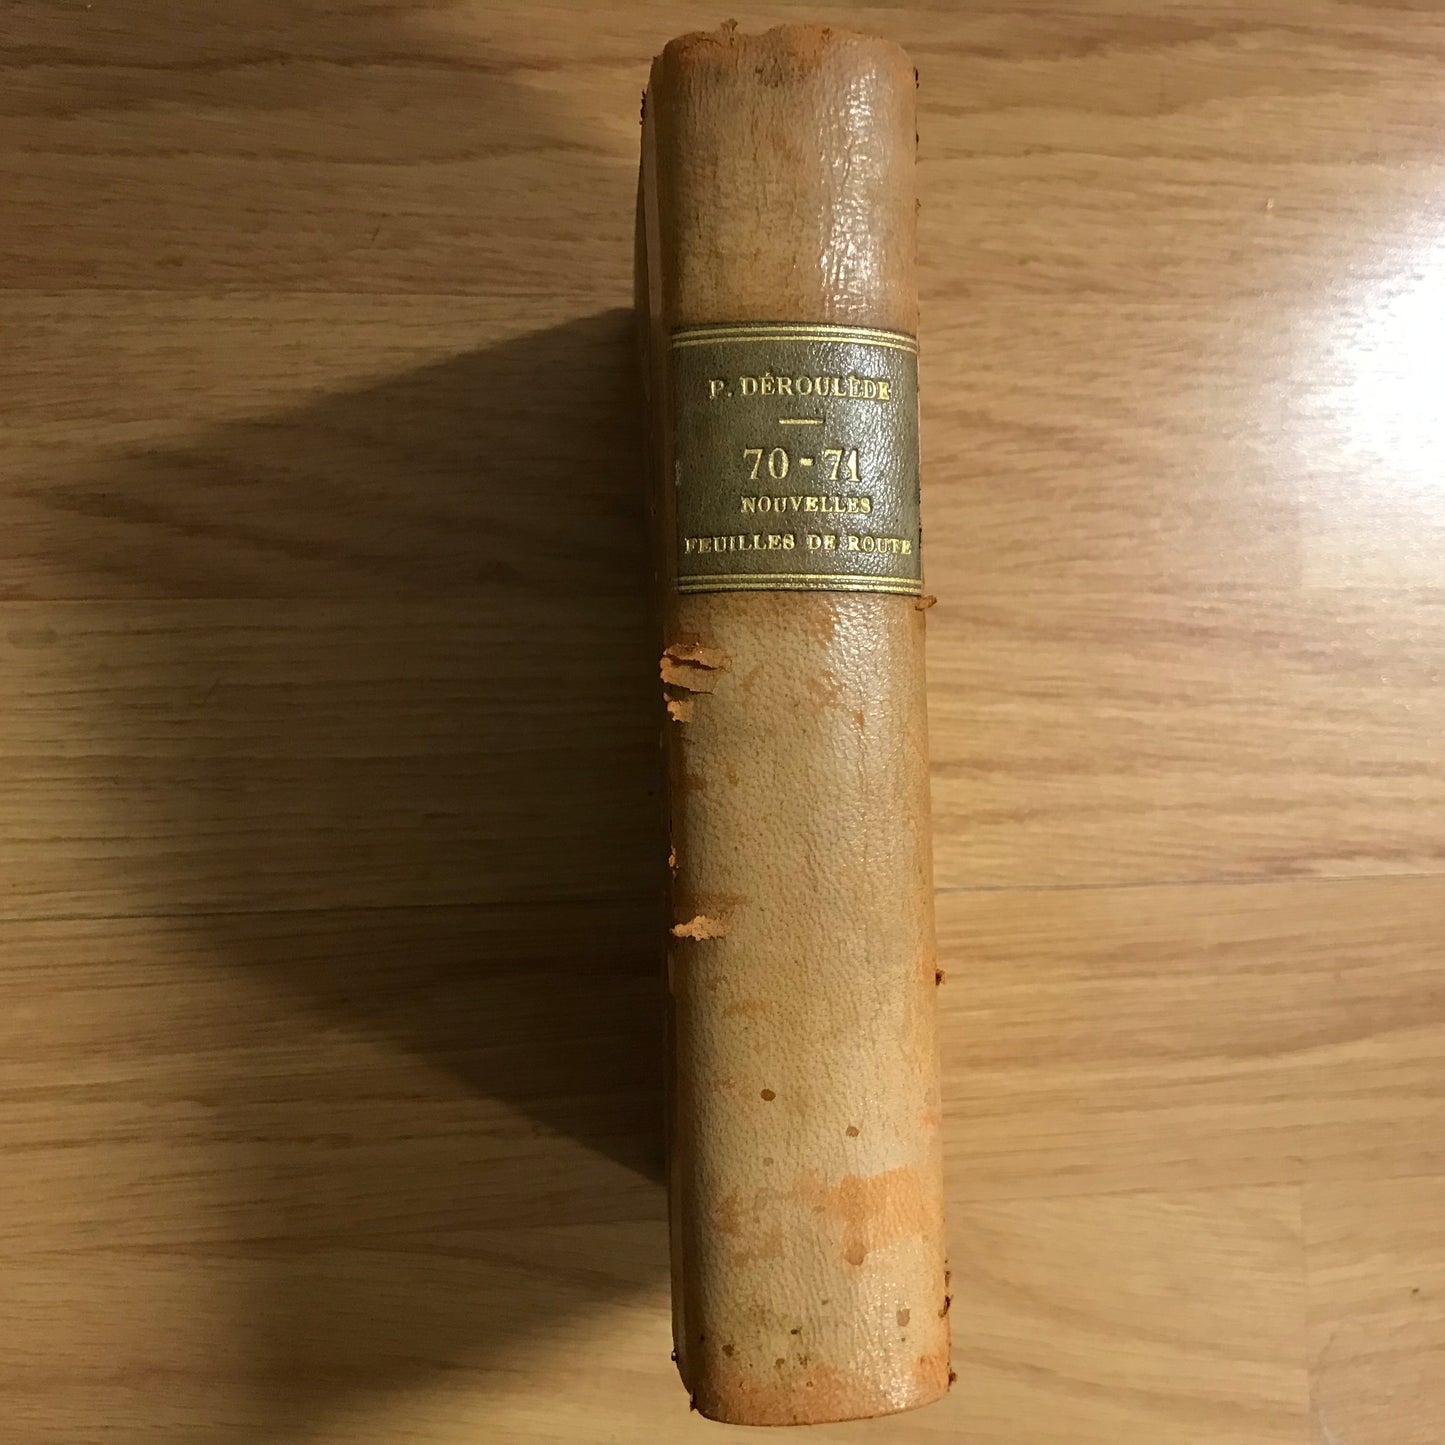 P. DÉROULÈDE
70-71
NOUVELLES
FEUILLES DE ROUTE